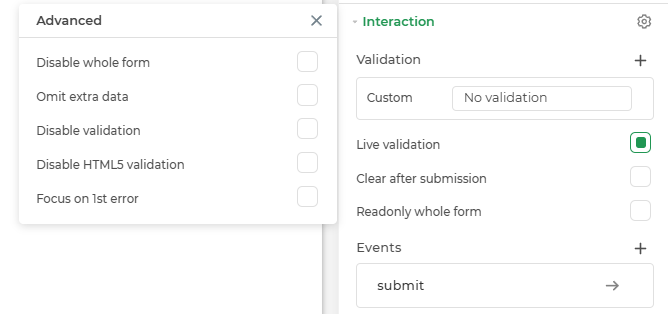 Advanced
Disable whole form
Omit extra data
Disable validation
Disable HTML5 validation
Focus on 1st error
Interaction
Validation
Custom No validation
Live validation
Clear after submission
Readonly whole form
Events
submit